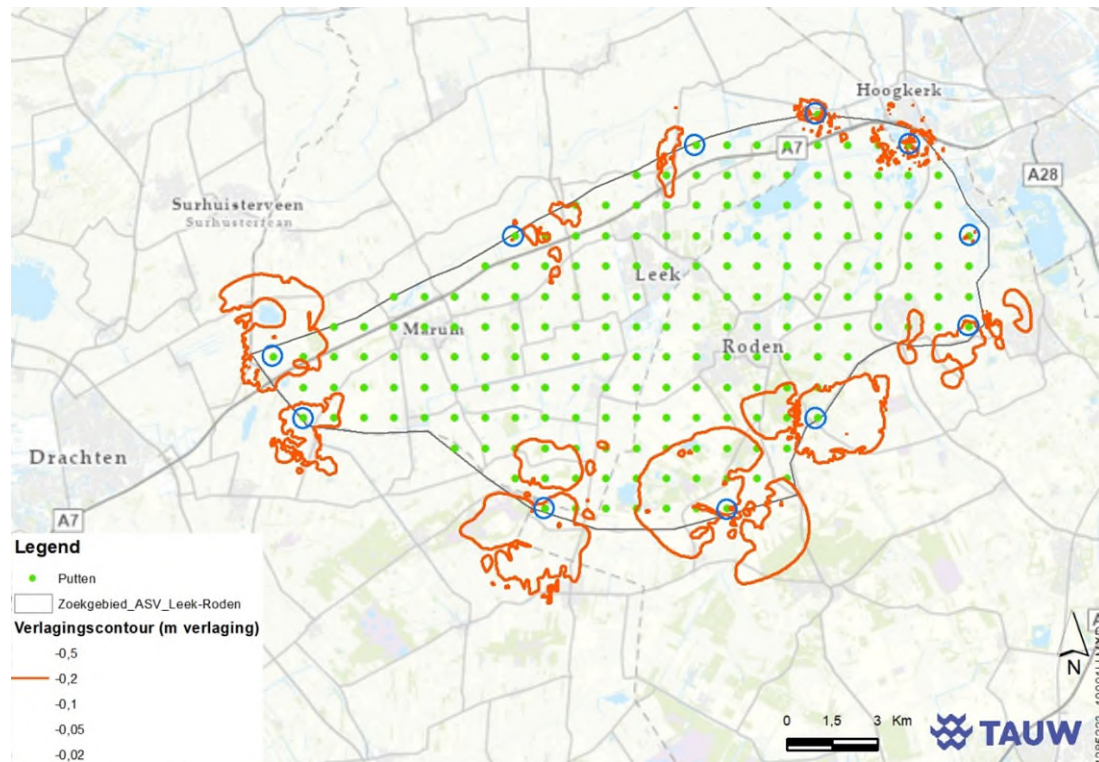 Hoogkerk
A7
A28
Surhuisterveen
Surhusterfean
Leek
Marum
Roden
Drachten
A7
Legend
Putten
Zoekgebied_ASV_Leek-Roden
Verlagingscontour (m verlaging)
-0,5
-0,2
-0,1
-0,05
-0,02
N
0 1,5 3 Km
TAUW